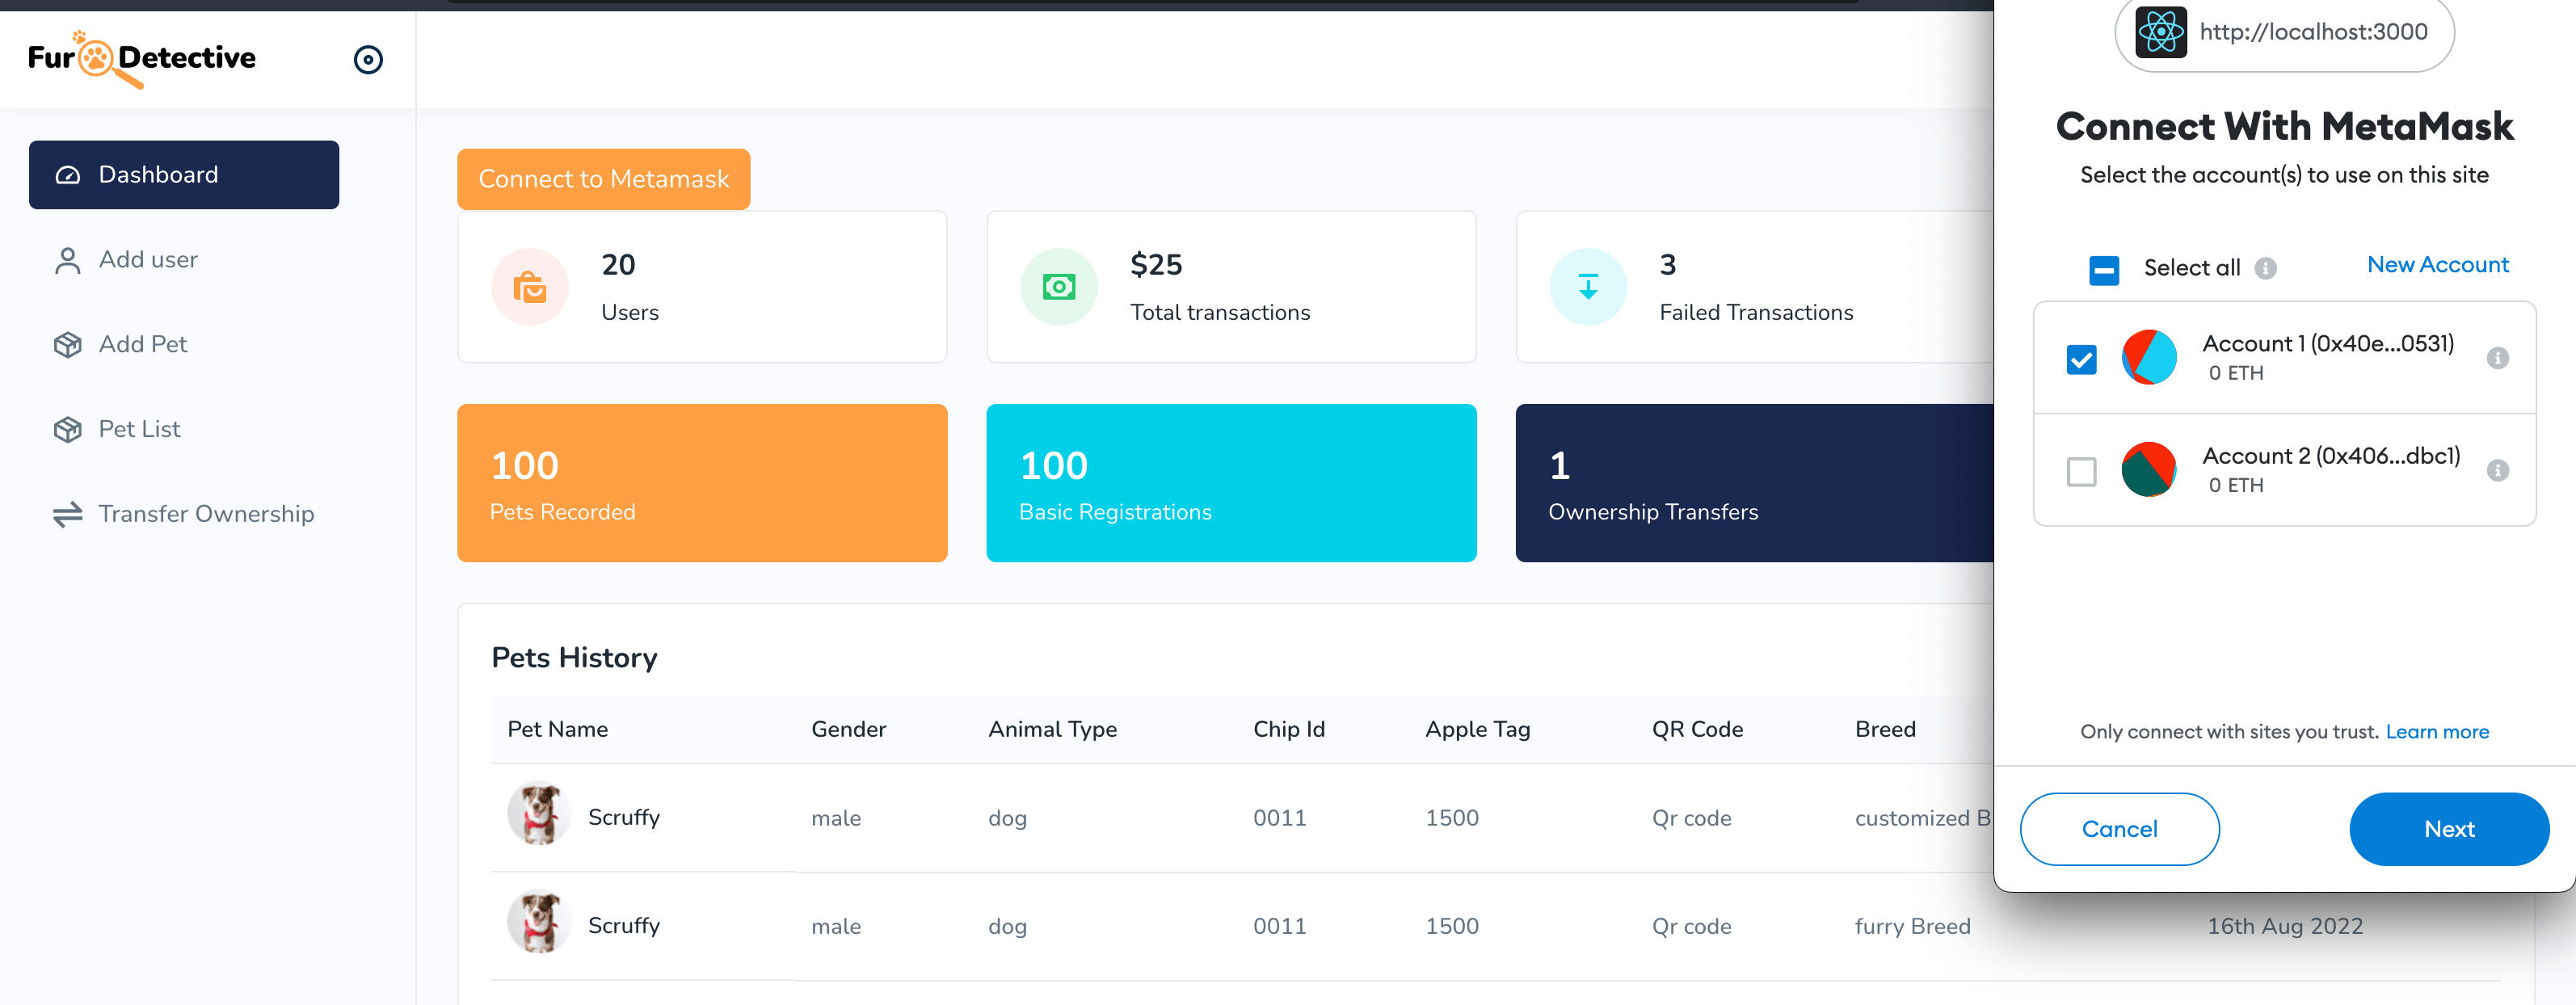 Fur Detective
Dashboard
Add user
Add Pet
Pet List
Transfer Ownership
Connect to Metamask
20
Users
$25
Total transactions
3
Failed Transactions
100
Pets Recorded
100
Basic Registrations
1
Ownership Transfers
Pets History
Pet Name Gender Animal Type Chip Id Apple Tag QR Code Breed
Scruffy male dog 0011 1500 Qr code customized B
Scruffy male dog 0011 1500 Qr code furry Breed 16th Aug 2022
http://localhost:3000
Connect With MetaMask
Select the account(s) to use on this site
Select all New Account
Account 1 (0x40e...0531)
0 ETH
Account 2 (0x406...dbc1)
0 ETH
Only connect with sites you trust. Learn more
Cancel Next